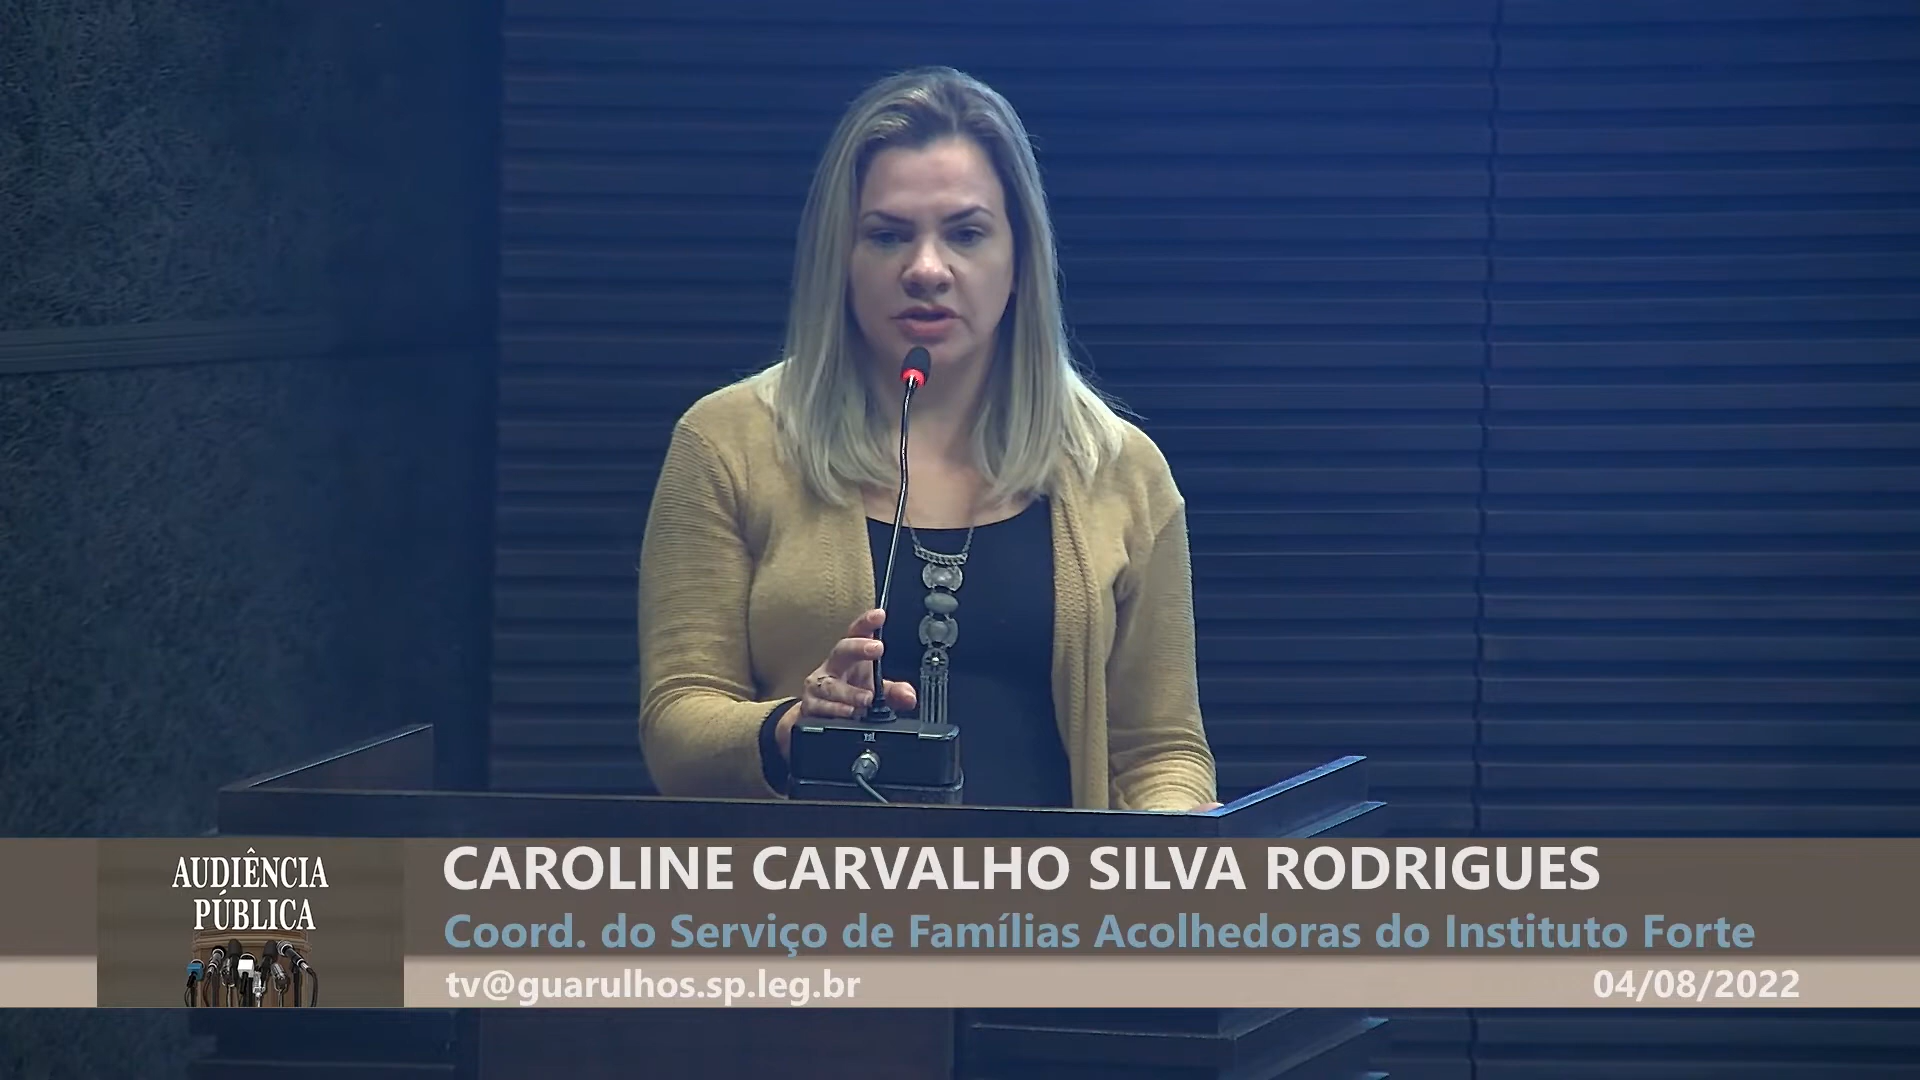 AUDIÊNCIA
PÚBLICA
CAROLINE CARVALHO SILVA RODRIGUES
Coord. do Serviço de Famílias Acolhedoras do Instituto Forte
tv@guarulhos.sp.leg.br
04/08/2022